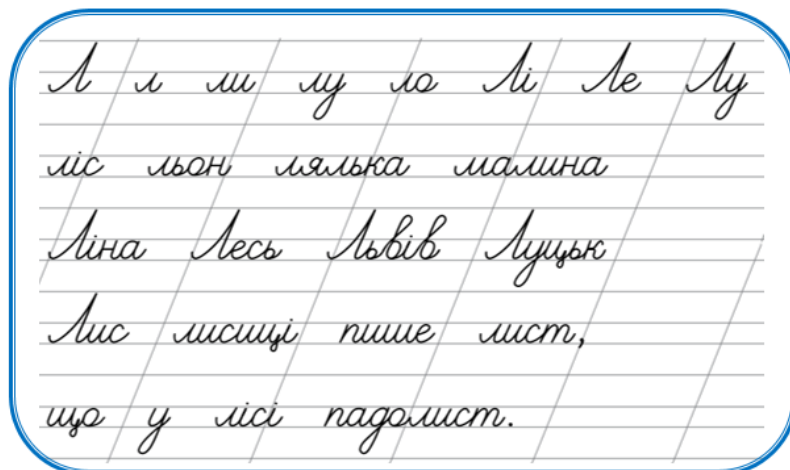 Л л ли лу ло Лі Ле Лу
ліс льон лялька малина
Ліна Лесь Львів Луцьк
Лис лисиці пише лист,
що у лісі падолист.